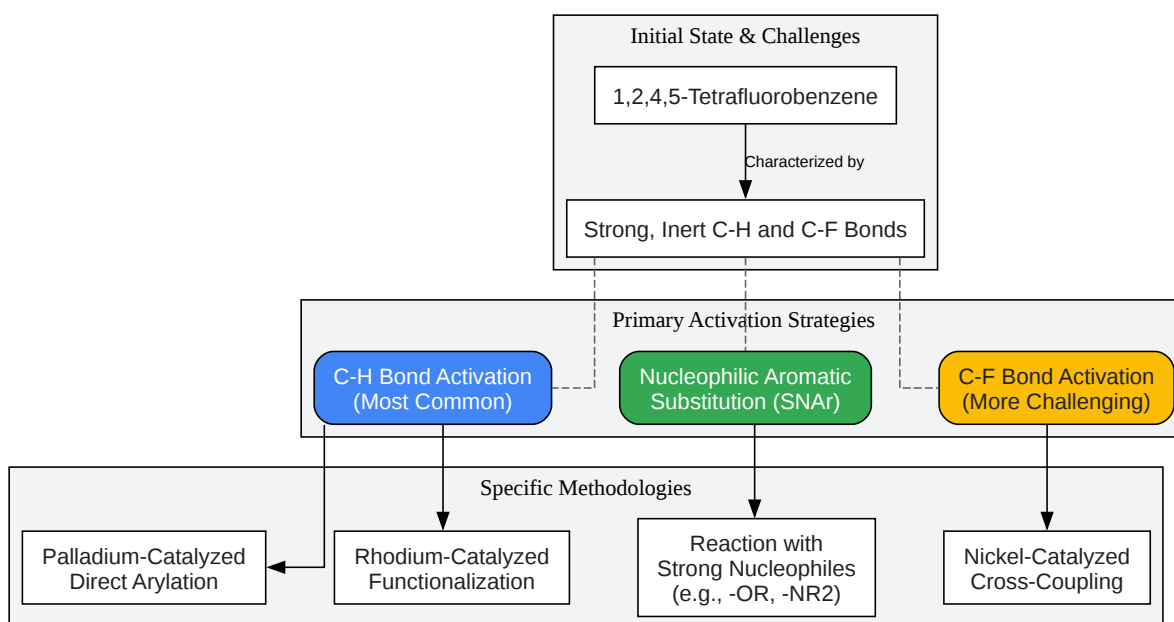 Initial State & Challenges
1,2,4,5-Tetrafluorobenzene
Characterized by
Strong, Inert C-H and C-F Bonds
Primary Activation Strategies
C-H Bond Activation
(Most Common)
Nucleophilic Aromatic
Substitution (SNAr)
C-F Bond Activation
(More Challenging)
Specific Methodologies
Palladium-Catalyzed
Direct Arylation
Rhodium-Catalyzed
Functionalization
Reaction with
Strong Nucleophiles
(e.g., -OR, -NR2)
Nickel-Catalyzed
Cross-Coupling